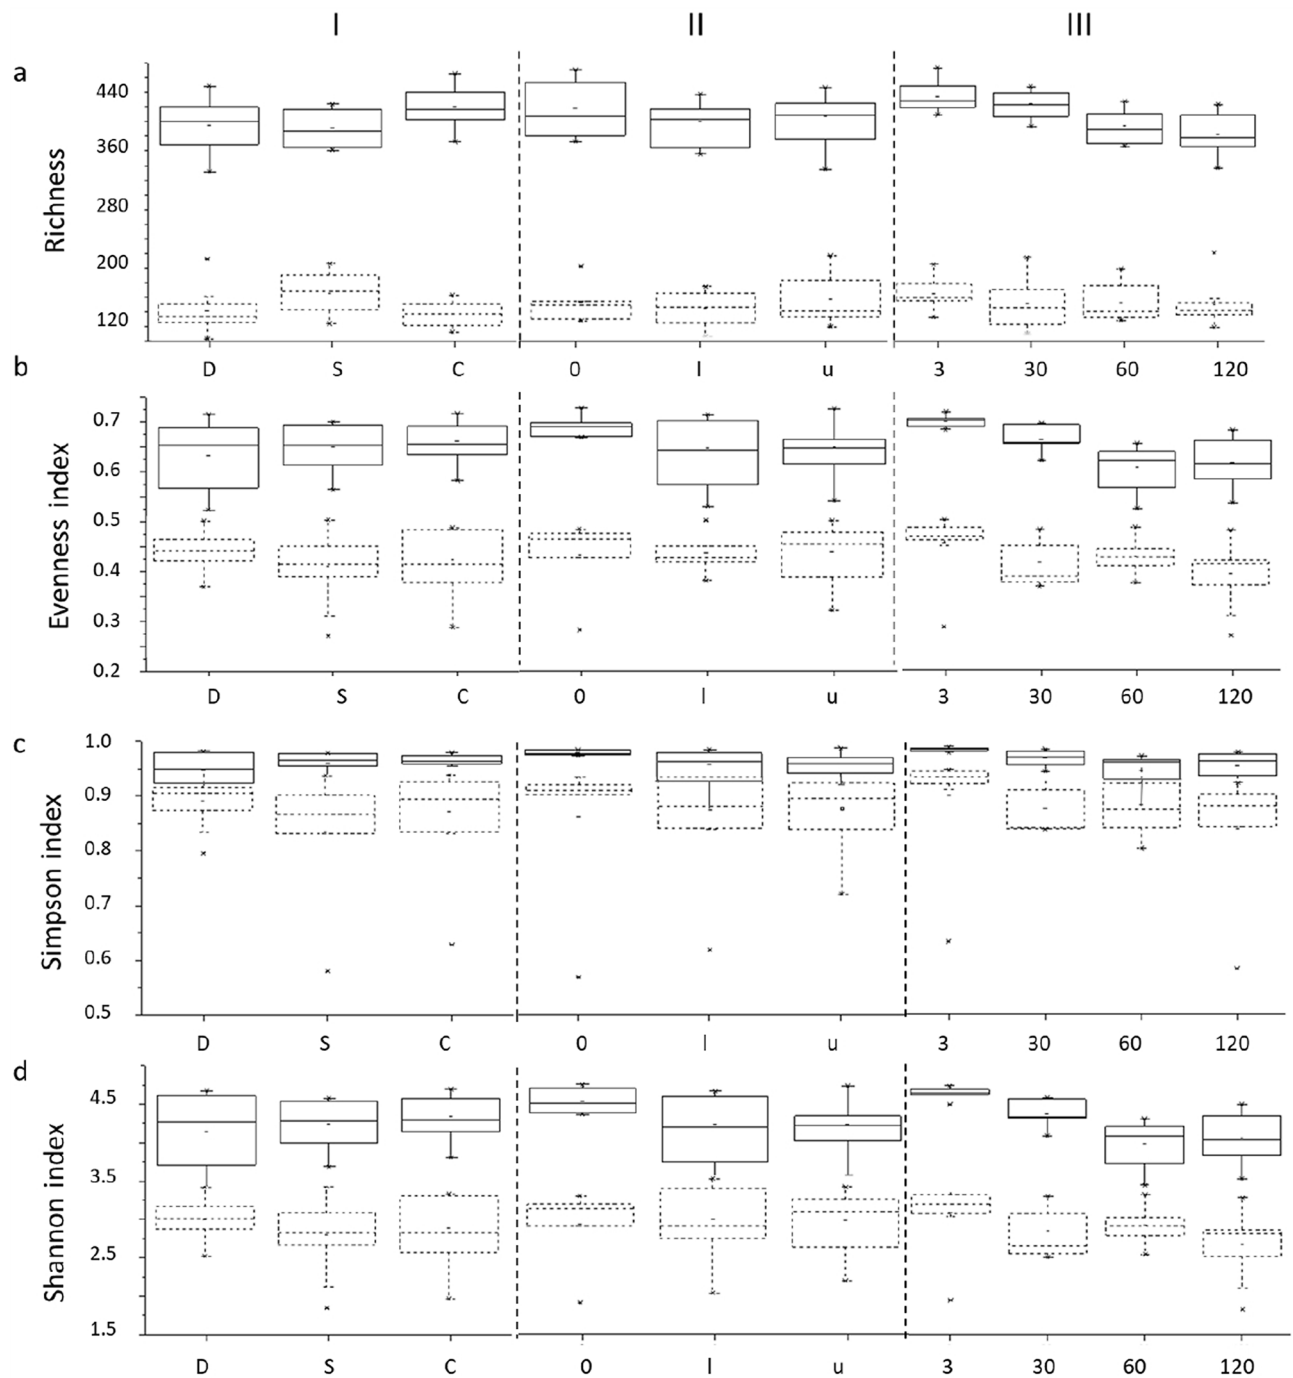 I II III
a
440
360
280
200
120
Richness
D S C 0 l u 3 30 60 120
b
0.7
0.6
0.5
0.4
0.3
0.2
Evenness index
D S C 0 l u 3 30 60 120
c
1.0
0.9
0.8
0.7
0.6
0.5
Simpson index
D S C 0 l u 3 30 60 120
d
4.5
3.5
2.5
1.5
Shannon index
D S C 0 l u 3 30 60 120